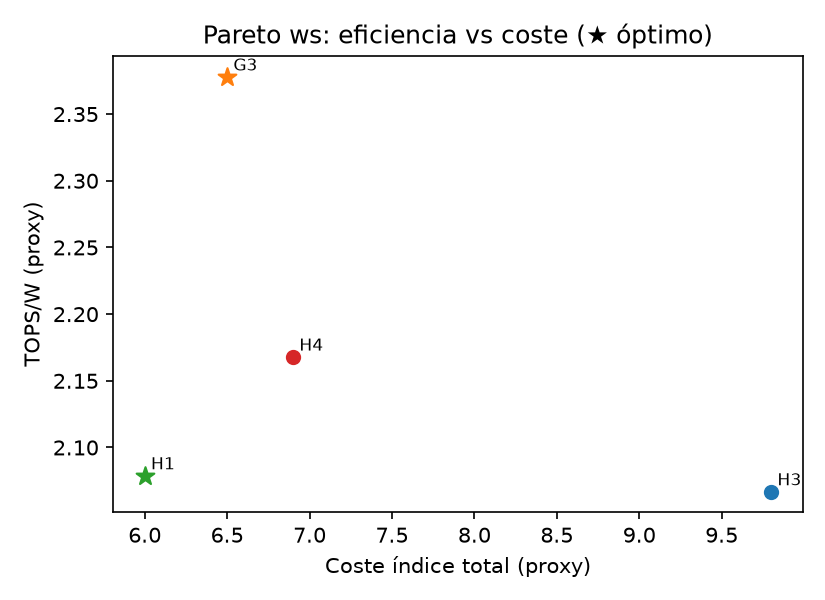 Pareto ws: eficiencia vs coste (★ óptimo)
G3
2.35
2.30
2.25
2.20
2.15
2.10
TOPS/W (proxy)
H4
H1
H3
6.0 6.5 7.0 7.5 8.0 8.5 9.0 9.5
Coste índice total (proxy)